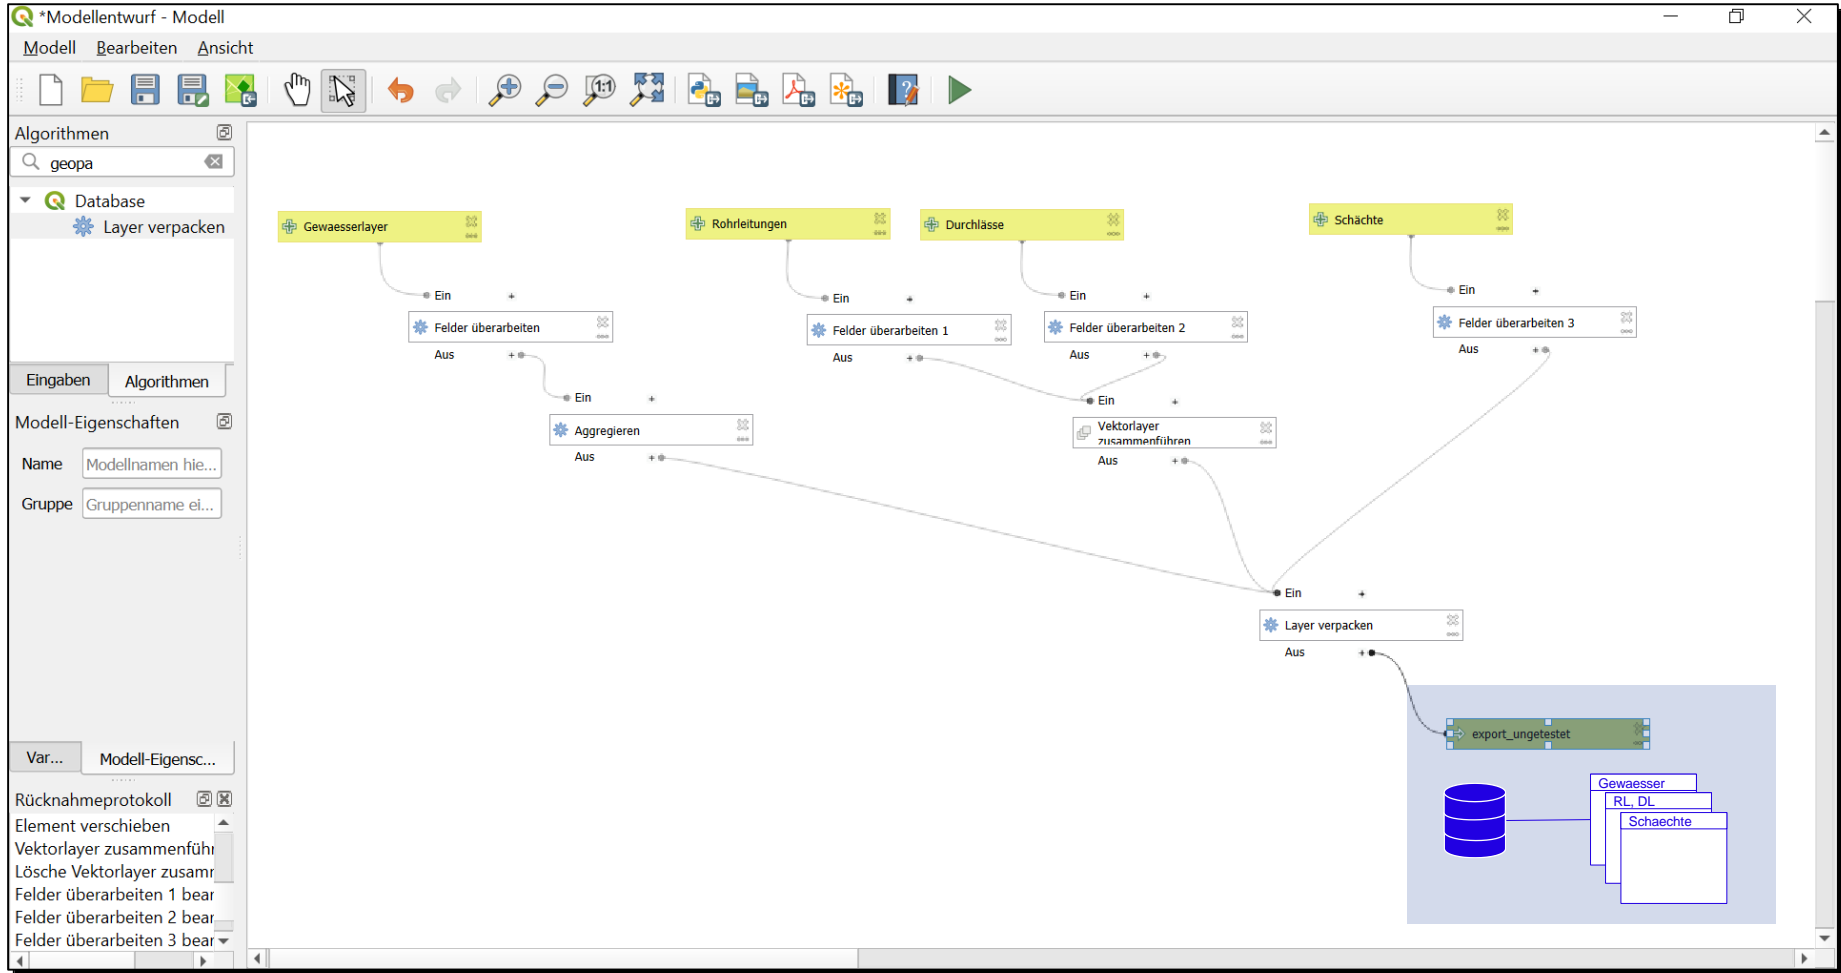 *Modellentwurf - Modell
Modell Bearbeiten Ansicht
1:1
Algorithmen
geopa
Database
Layer verpacken
Eingaben Algorithmen
Modell-Eigenschaften
Name Modellnamen hie...
Gruppe Gruppenname ei...
Var... Modell-Eigensc...
Rücknahmeprotokoll
Element verschieben
Vektorlayer zusammenführ
Lösche Vektorlayer zusamm
Felder überarbeiten 1 bear
Felder überarbeiten 2 bear
Felder überarbeiten 3 bear
Gewaesserlayer
Rohrleitungen
Durchlässe
Schächte
Ein
Felder überarbeiten
Aus
Ein
Felder überarbeiten 1
Aus
Ein
Felder überarbeiten 2
Aus
Ein
Felder überarbeiten 3
Aus
Ein
Aggregieren
Aus
Ein
Vektorlayer
zusammenführen
Aus
Ein
Layer verpacken
Aus
export_ungetestet
Gewaesser
RL, DL
Schaechte